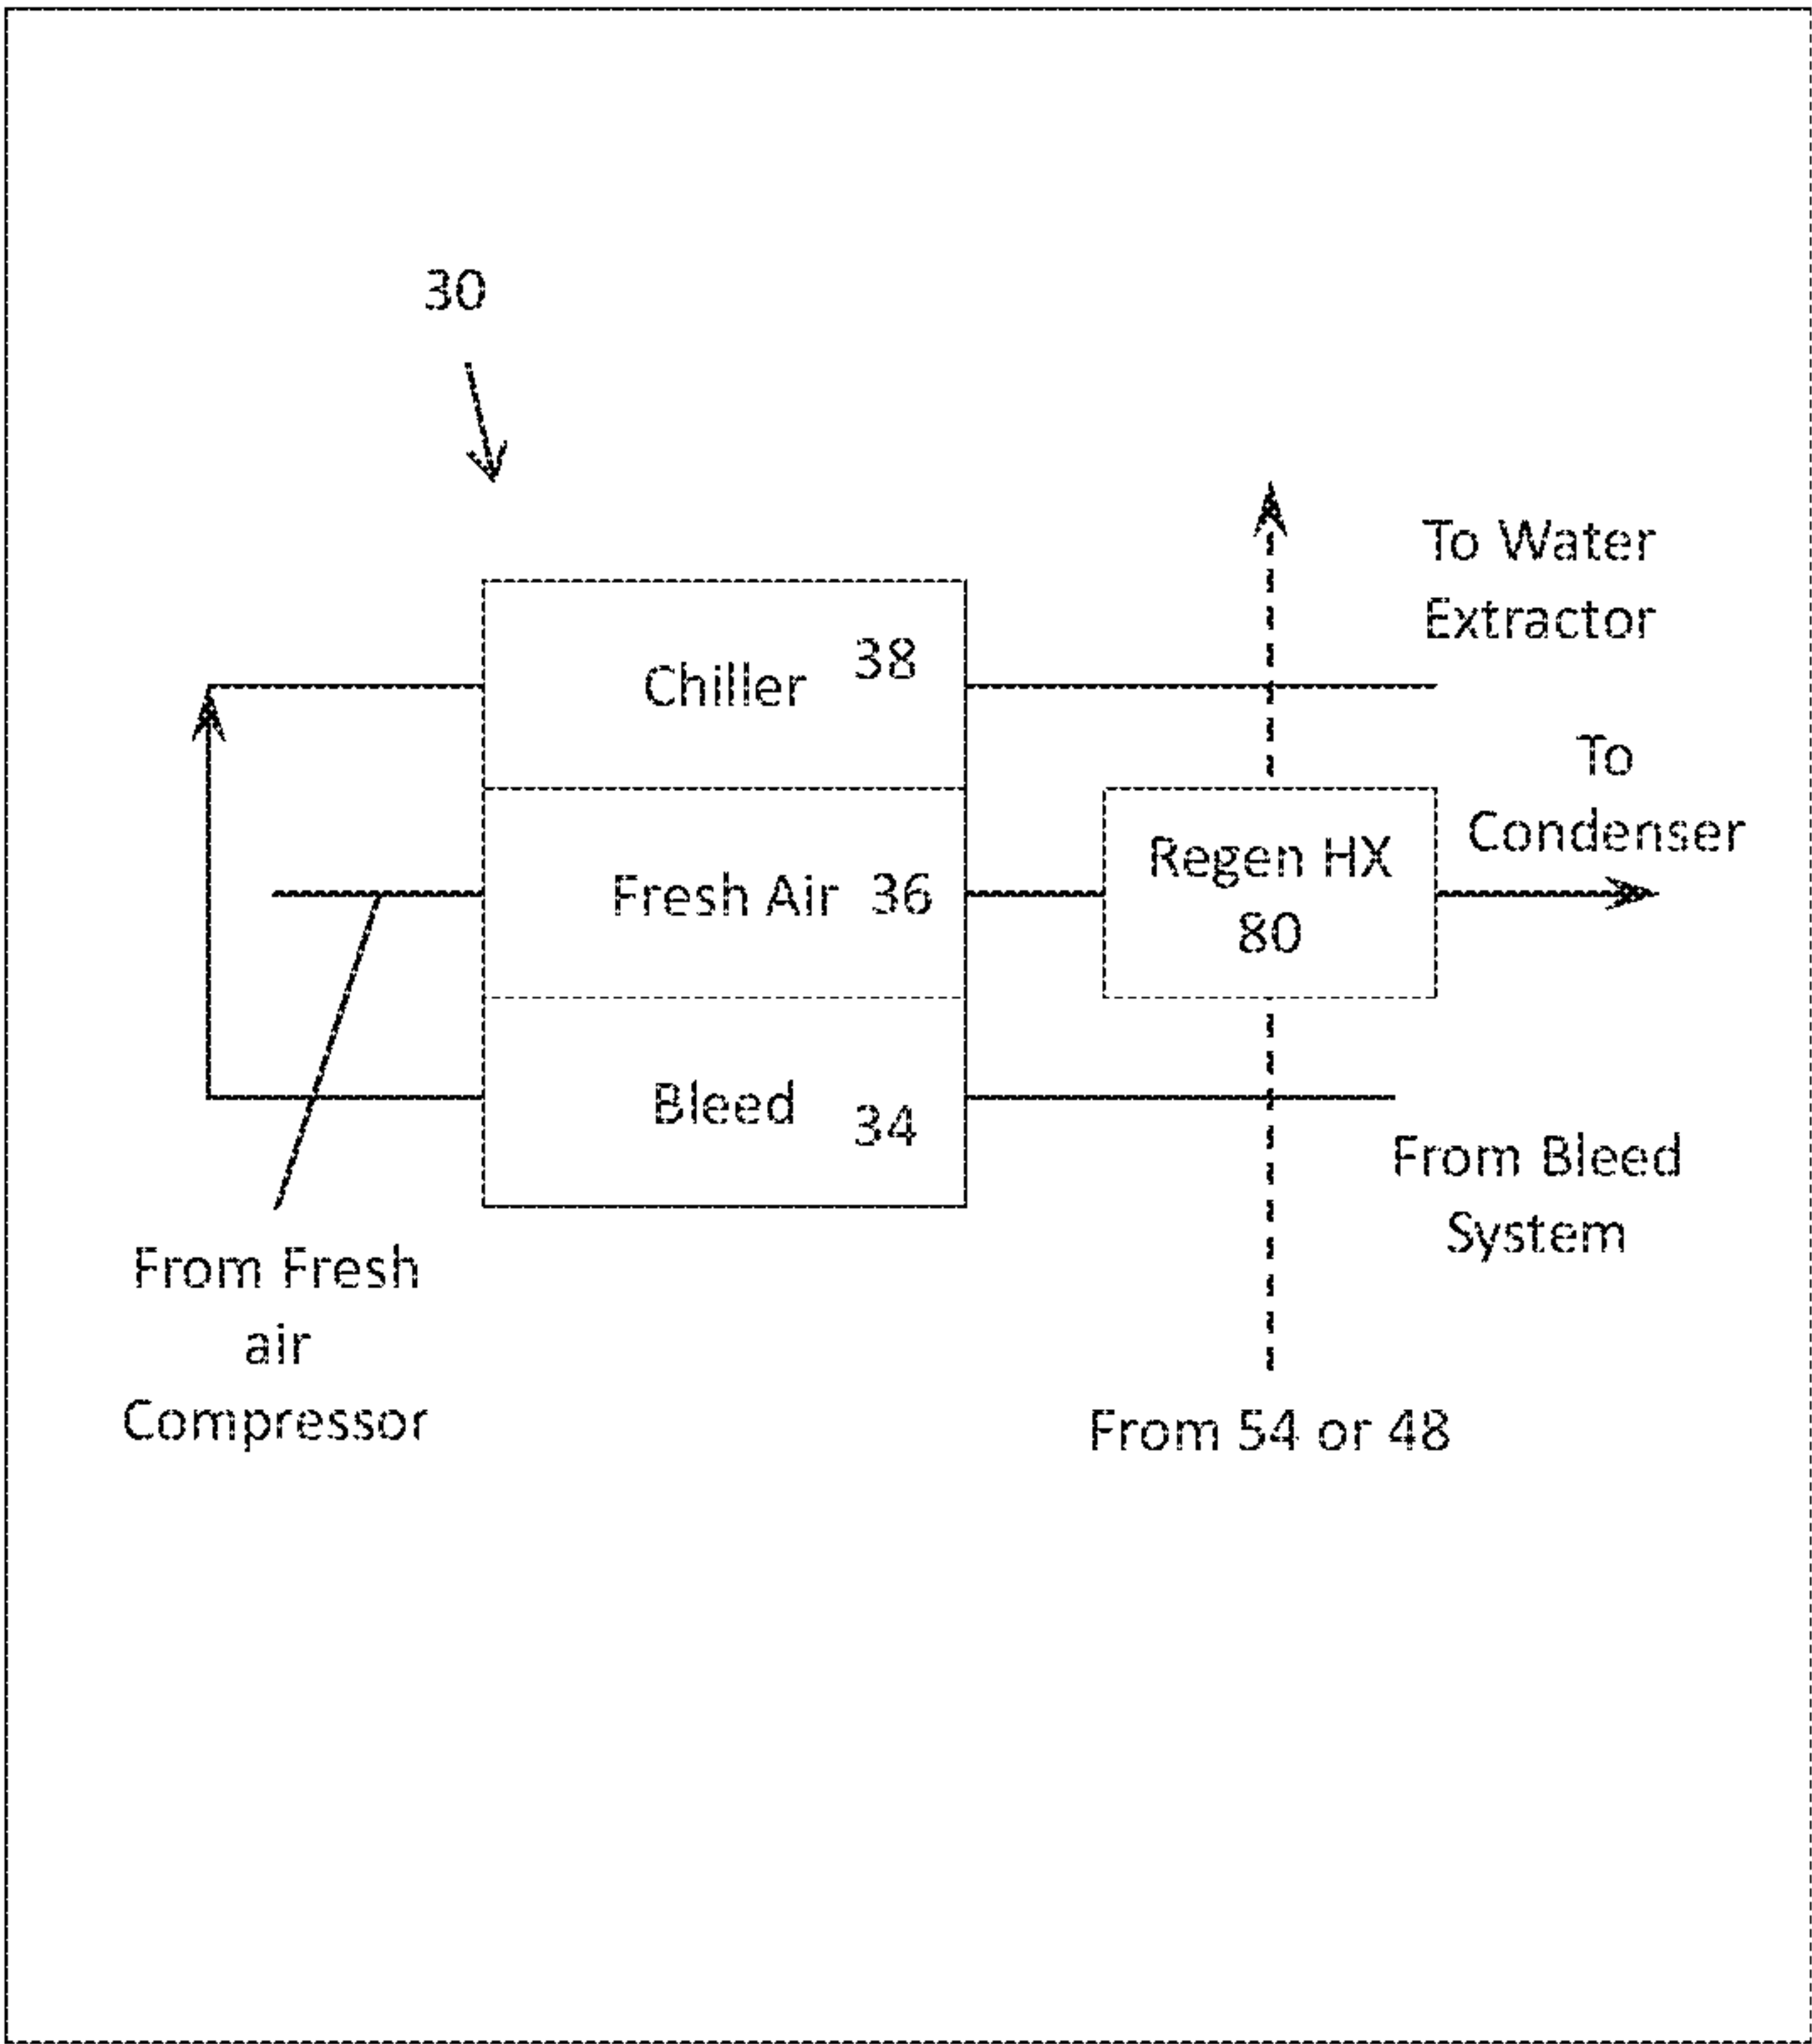 30
To Water
Extractor
Chiller 38
To
Condenser
Fresh Air 36
Regen HX
80
Bleed 34
From Bleed
System
From Fresh
air
Compressor
From 54 or 48